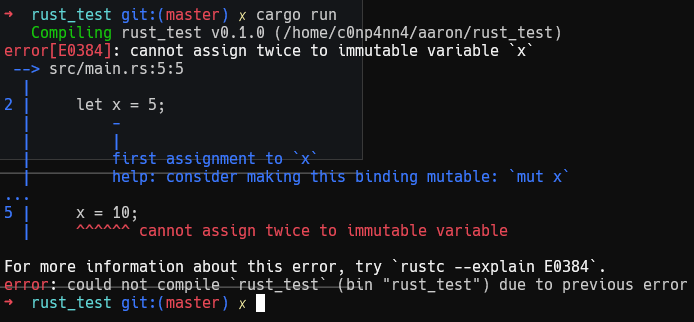 ➜  rust_test git:(master) ✗ cargo run
   Compiling rust_test v0.1.0 (/home/c0np4nn4/aaron/rust_test)
error[E0384]: cannot assign twice to immutable variable `x`
 --> src/main.rs:5:5
  |
2 |     let x = 5;
  |         -
  |         |
  |         first assignment to `x`
  |         help: consider making this binding mutable: `mut x`
...
5 |     x = 10;
  |     ^^^^^^ cannot assign twice to immutable variable

For more information about this error, try `rustc --explain E0384`.
error: could not compile `rust_test` (bin "rust_test") due to previous error
➜  rust_test git:(master) ✗